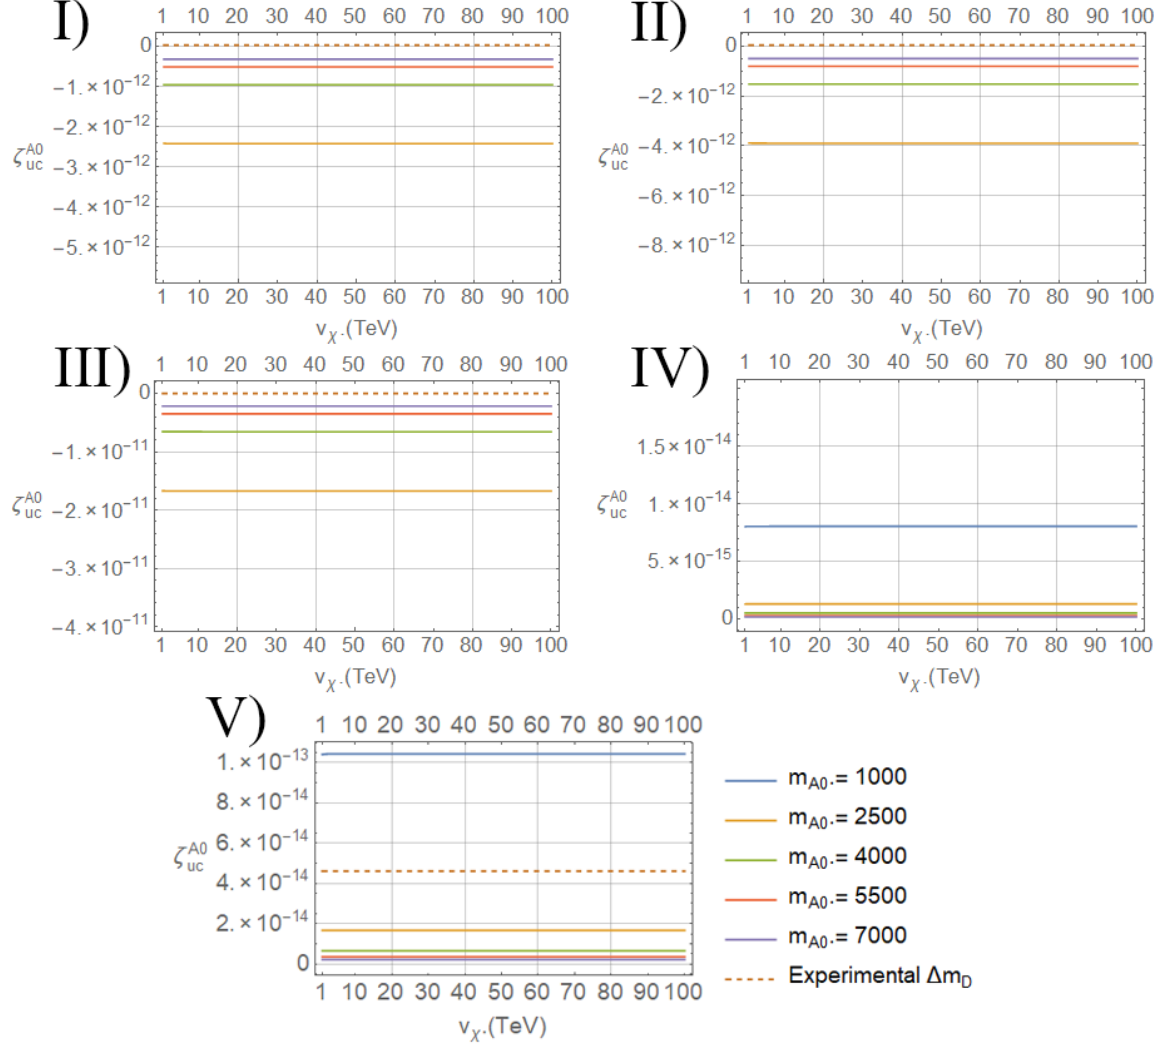 I)
1 10 20 30 40 50 60 70 80 90 100
0
-1.×10⁻¹²
-2.×10⁻¹²
-3.×10⁻¹²
-4.×10⁻¹²
-5.×10⁻¹²
ζ_uc^A0
1 10 20 30 40 50 60 70 80 90 100
v_χ·(TeV)
II)
1 10 20 30 40 50 60 70 80 90 100
0
-2.×10⁻¹²
-4.×10⁻¹²
-6.×10⁻¹²
-8.×10⁻¹²
ζ_uc^A0
1 10 20 30 40 50 60 70 80 90 100
v_χ·(TeV)
III)
1 10 20 30 40 50 60 70 80 90 100
0
-1.×10⁻¹¹
-2.×10⁻¹¹
-3.×10⁻¹¹
-4.×10⁻¹¹
ζ_uc^A0
1 10 20 30 40 50 60 70 80 90 100
v_χ·(TeV)
IV)
1 10 20 30 40 50 60 70 80 90 100
1.5×10⁻¹⁴
1.×10⁻¹⁴
5.×10⁻¹⁵
0
ζ_uc^A0
1 10 20 30 40 50 60 70 80 90 100
v_χ·(TeV)
V)
1 10 20 30 40 50 60 70 80 90 100
1.×10⁻¹³
8.×10⁻¹⁴
6.×10⁻¹⁴
4.×10⁻¹⁴
2.×10⁻¹⁴
0
ζ_uc^A0
1 10 20 30 40 50 60 70 80 90 100
v_χ·(TeV)
m_A0·= 1000
m_A0·= 2500
m_A0·= 4000
m_A0·= 5500
m_A0·= 7000
Experimental Δm_D